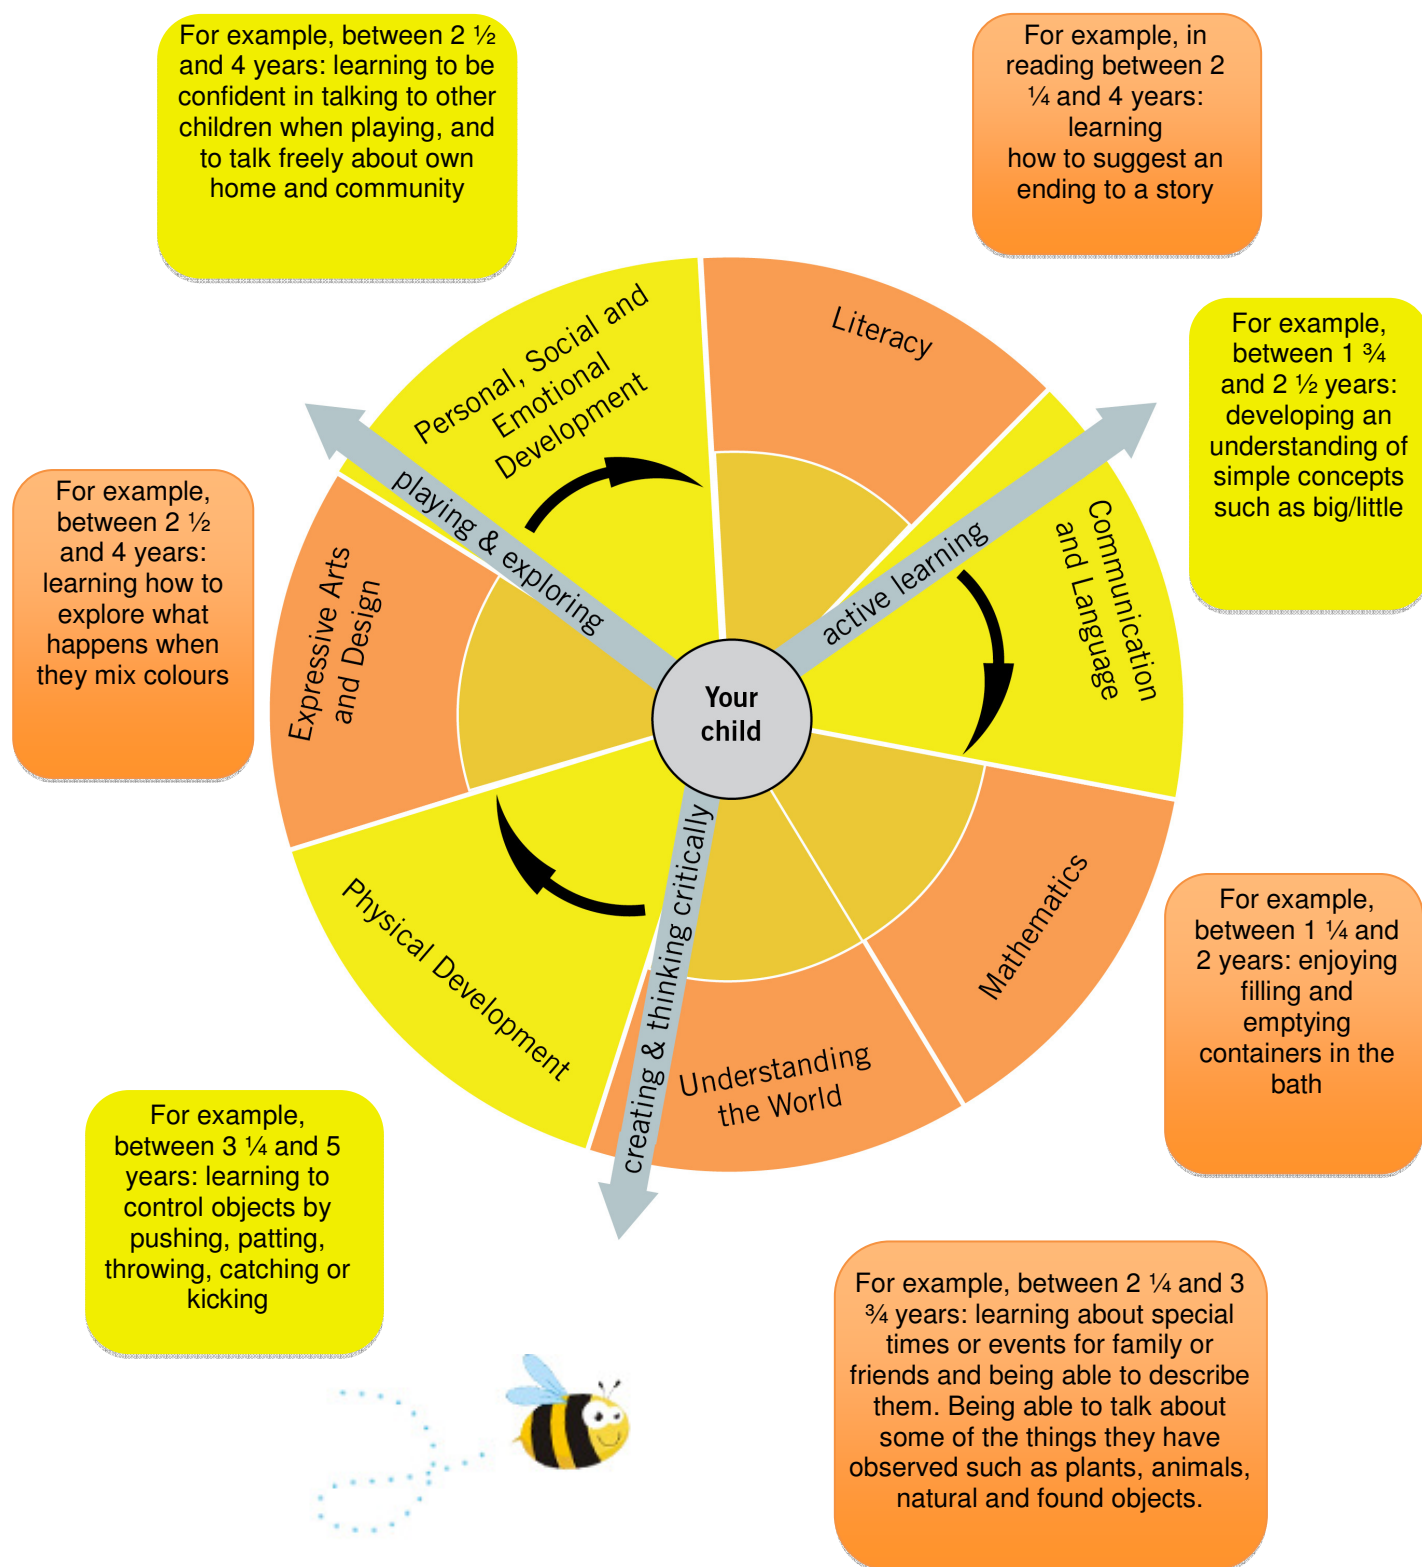 For example, between 2 ½
and 4 years: learning to be
confident in talking to other
children when playing, and
to talk freely about own
home and community
For example, in
reading between 2
¼ and 4 years:
learning
how to suggest an
ending to a story
For example,
between 1 ¾
and 2 ½ years:
developing an
understanding of
simple concepts
such as big/little
For example,
between 2 ½
and 4 years:
learning how to
explore what
happens when
they mix colours
Personal, Social and
Emotional
Development
Literacy
Communication
and Language
Expressive Arts
and Design
playing & exploring
active learning
Your
child
creating & thinking critically
Physical Development
Mathematics
Understanding
the World
For example,
between 1 ¼ and
2 years: enjoying
filling and
emptying
containers in the
bath
For example,
between 3 ¼ and 5
years: learning to
control objects by
pushing, patting,
throwing, catching or
kicking
For example, between 2 ¼ and 3
¾ years: learning about special
times or events for family or
friends and being able to describe
them. Being able to talk about
some of the things they have
observed such as plants, animals,
natural and found objects.